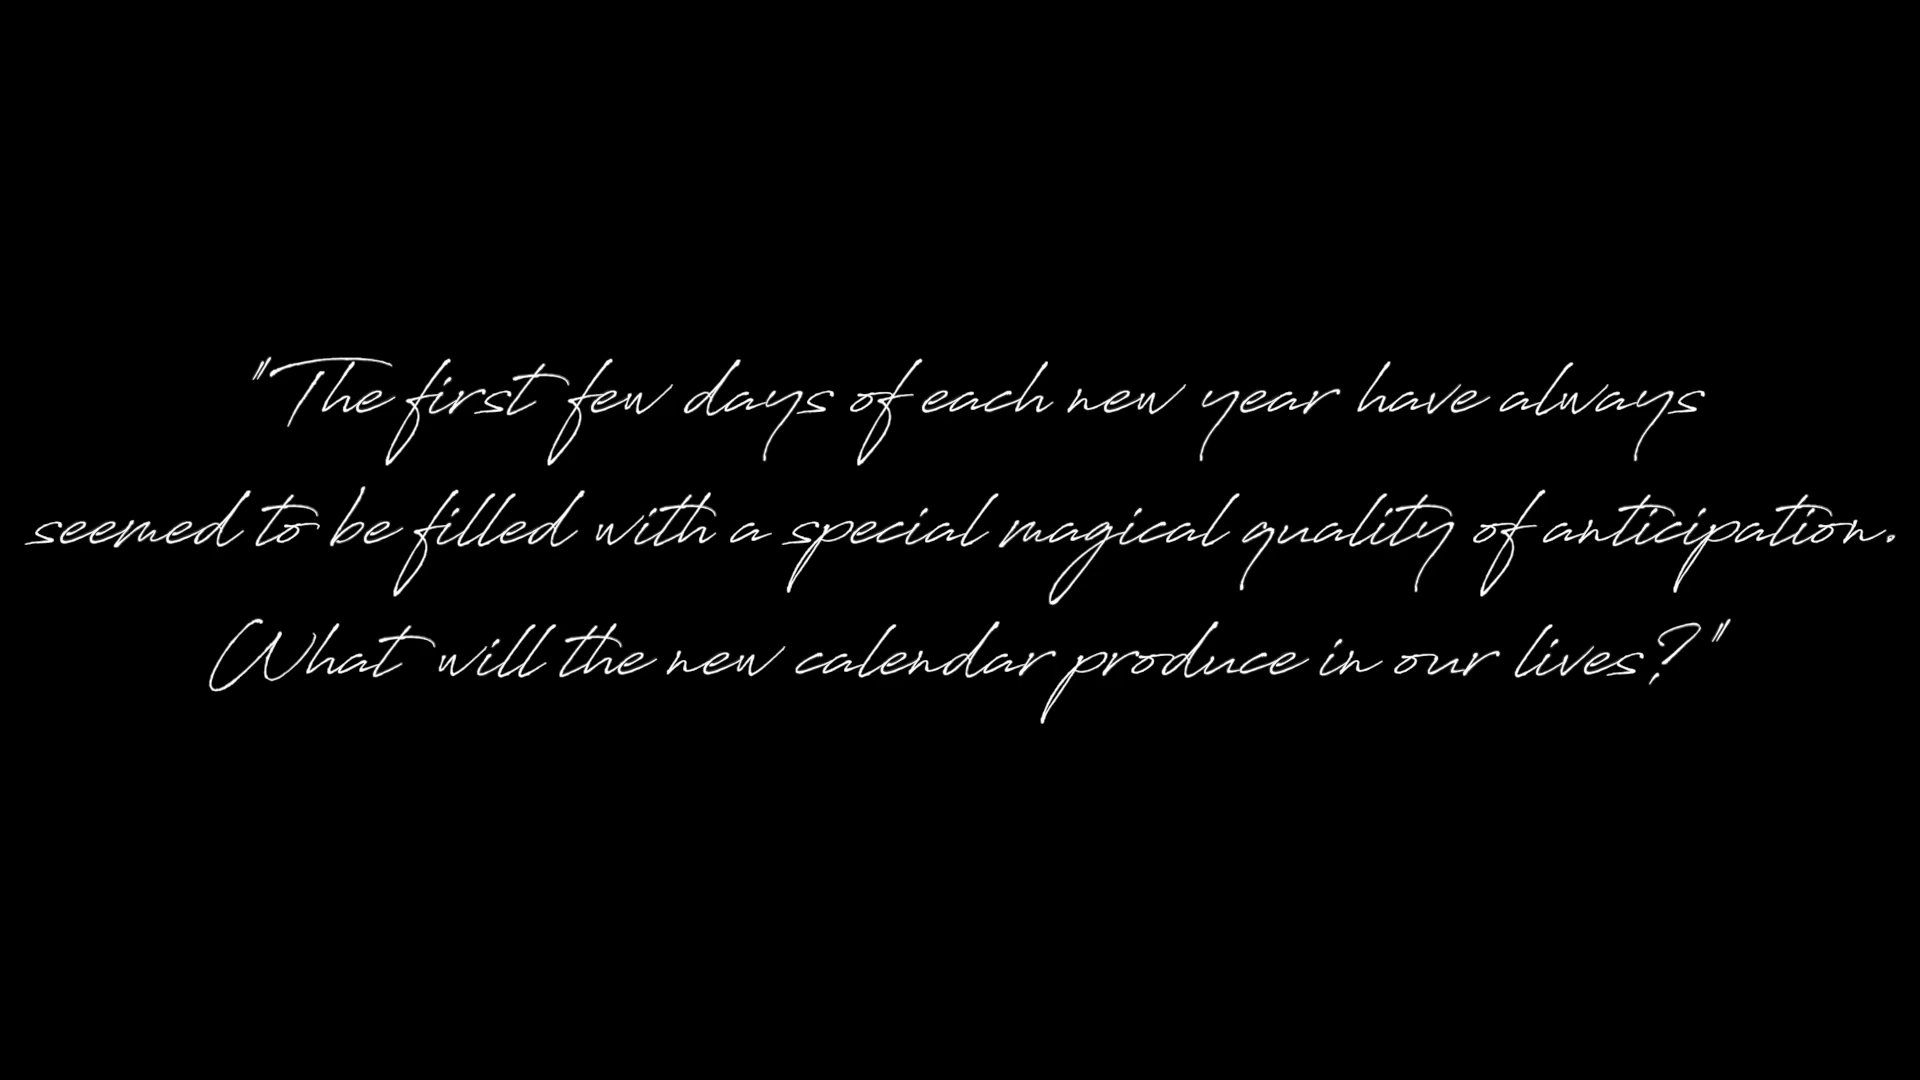 "The first few days of each new year have always
seemed to be filled with a special magical quality of anticipation.
What will the new calendar produce in our lives?"